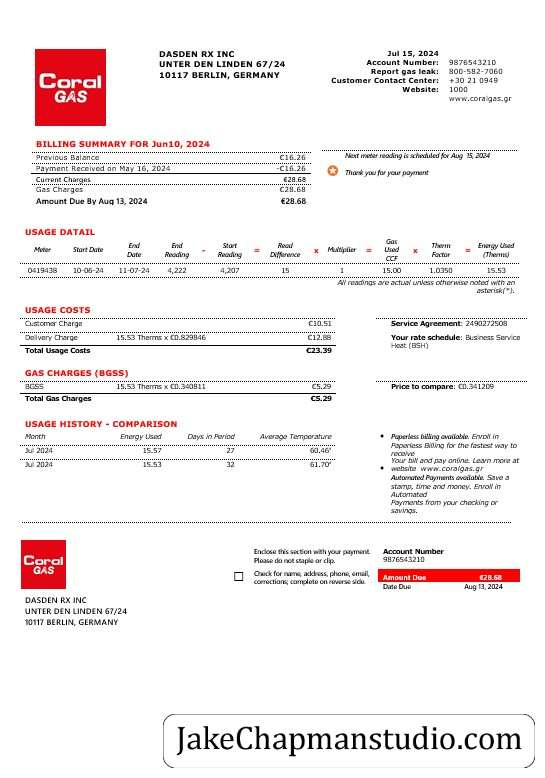 Coral
GAS
DASDEN RX INC
UNTER DEN LINDEN 67/24
10117 BERLIN, GERMANY
Jul 15, 2024
Account Number: 9876543210
Report gas leak: 800-582-7060
Customer Contact Center: +30 21 0949
Website: 1000
www.coralgas.gr
BILLING SUMMARY FOR Jun10, 2024
Previous Balance €16.26
Payment Received on May 16, 2024 -€16.26
Current Charges €28.68
Gas Charges €28.68
Amount Due By Aug 13, 2024 €28.68
Next meter reading is scheduled for Aug 15, 2024
Thank you for your payment
USAGE DATAIL
Meter Start Date End Date End Reading - Start Reading = Read Difference x Multiplier = Gas Used CCF x Therm Factor = Energy Used (Therms)
0419438 10-06-24 11-07-24 4,222 4,207 15 1 15.00 1.0350 15.53
All readings are actual unless otherwise noted with an
asterisk(*).
USAGE COSTS
Customer Charge €10.51
Delivery Charge 15.53 Therms x €0.829846 €12.88
Total Usage Costs €23.39
Service Agreement: 2490272508
Your rate schedule: Business Service
Heat (BSH)
GAS CHARGES (BGSS)
BGSS 15.53 Therms x €0.340811 €5.29
Total Gas Charges €5.29
Price to compare: €0.341209
USAGE HISTORY - COMPARISON
Month Energy Used Days in Period Average Temperature
Jul 2024 15.57 27 60.46°
Jul 2024 15.53 32 61.70°
• Paperless billing available. Enroll in
Paperless Billing for the fastest way to
receive
Your bill and pay online. Learn more at
• website www.coralgas.gr
Automated Payments available. Save a
stamp, time and money. Enroll in
Automated
Payments from your checking or
savings.
Coral
GAS
DASDEN RX INC
UNTER DEN LINDEN 67/24
10117 BERLIN, GERMANY
Enclose this section with your payment.
Please do not staple or clip.
Check for name, address, phone, email,
corrections; complete on reverse side.
Account Number
9876543210
Amount Due €28.68
Date Due Aug 13, 2024
JakeChapmanstudio.com